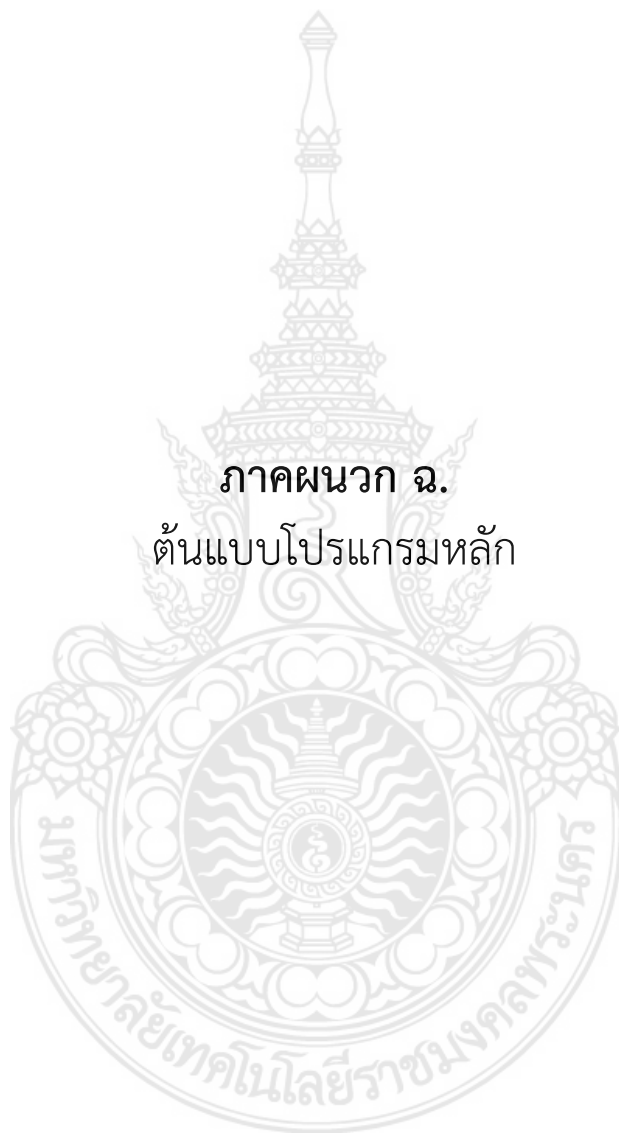 ภาคผนวก ฉ.
ต้นแบบโปรแกรมหลัก
มหาวิทยาลัยเทคโนโลยีราชมงคลพระนคร